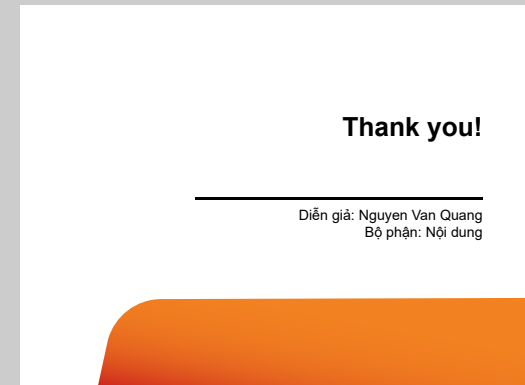 Thank you!
Diễn giả: Nguyen Van Quang
Bộ phận: Nội dung